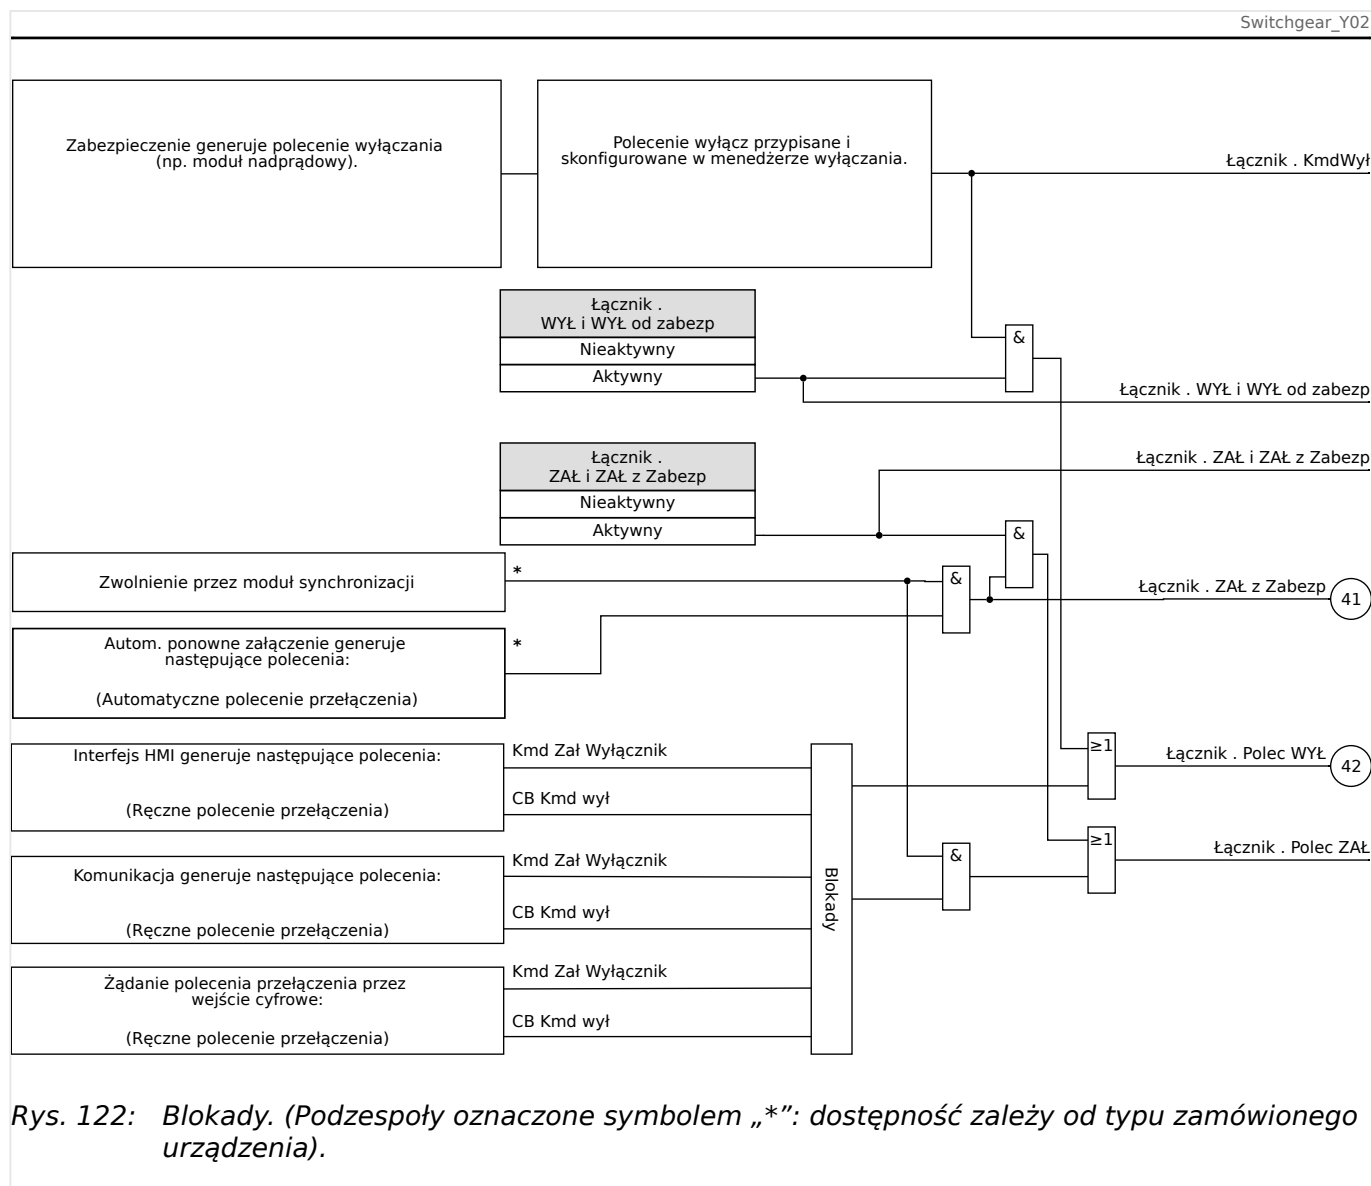 Switchgear_Y02
Zabezpieczenie generuje polecenie wyłączania
(np. moduł nadprądowy).
Polecenie wyłącz przypisane i
skonfigurowane w menedżerze wyłączania.
Łącznik . KmdWył
Łącznik .
WYŁ i WYŁ od zabezp
Nieaktywny
Aktywny
&
Łącznik . WYŁ i WYŁ od zabezp
Łącznik .
ZAŁ i ZAŁ z Zabezp
Nieaktywny
Aktywny
Łącznik . ZAŁ i ZAŁ z Zabezp
&
Zwolnienie przez moduł synchronizacji
*
&
Łącznik . ZAŁ z Zabezp
41
Autom. ponowne załączenie generuje
następujące polecenia:
(Automatyczne polecenie przełączenia)
*
Interfejs HMI generuje następujące polecenia:
(Ręczne polecenie przełączenia)
Kmd Zał Wyłącznik
CB Kmd wył
≥1
Łącznik . Polec WYŁ
42
Komunikacja generuje następujące polecenia:
(Ręczne polecenie przełączenia)
Kmd Zał Wyłącznik
CB Kmd wył
Blokady
&
≥1
Łącznik . Polec ZAŁ
Żądanie polecenia przełączenia przez
wejście cyfrowe:
(Ręczne polecenie przełączenia)
Kmd Zał Wyłącznik
CB Kmd wył
Rys. 122: Blokady. (Podzespoły oznaczone symbolem „*”: dostępność zależy od typu zamówionego
urządzenia).